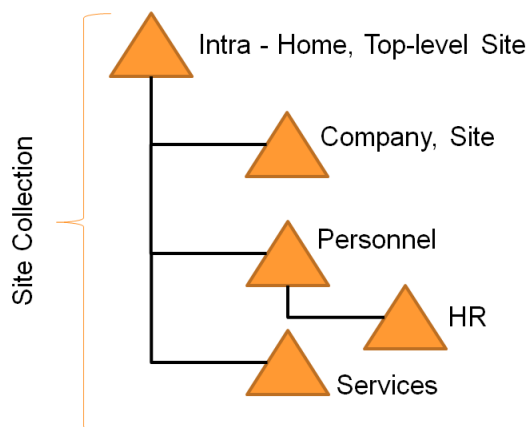 Intra - Home, Top-level Site
Company, Site
Personnel
HR
Services
Site Collection